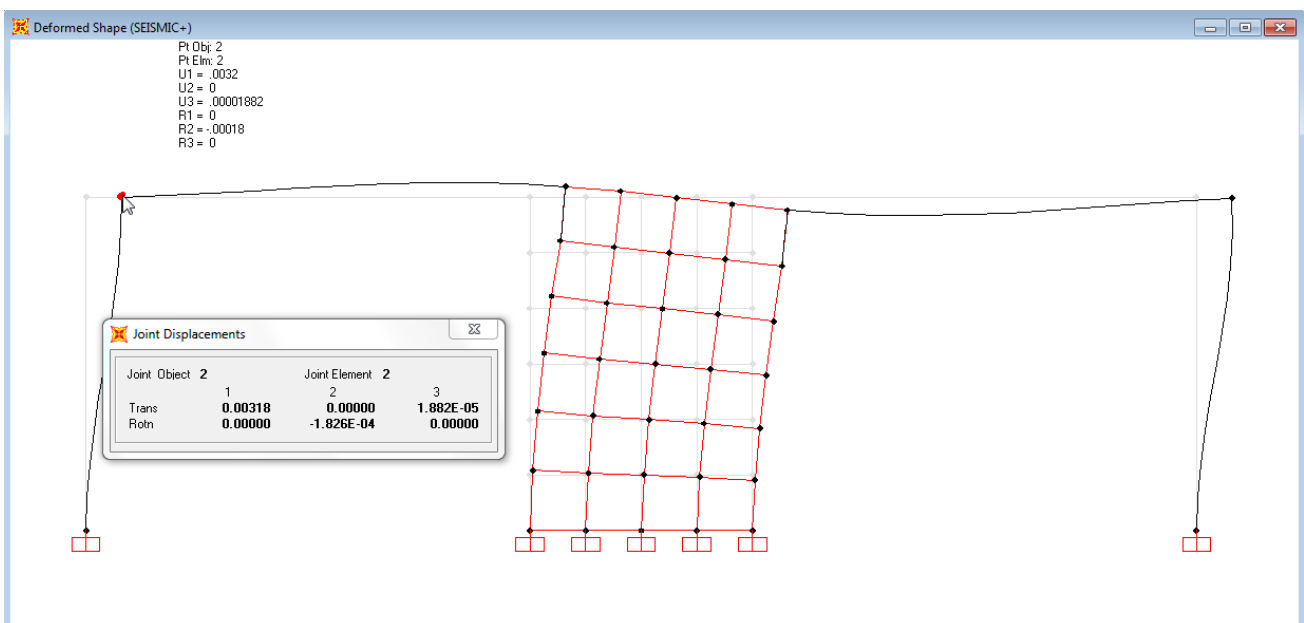 Deformed Shape (SEISMIC+)
Pt Obj: 2
Pt Elm: 2
U1 = .0032
U2 = 0
U3 = .00001882
R1 = 0
R2 = -.00018
R3 = 0
Joint Displacements
Joint Object 2 Joint Element 2
1 2 3
Trans 0.00318 0.00000 1.882E-05
Rotn 0.00000 -1.826E-04 0.00000